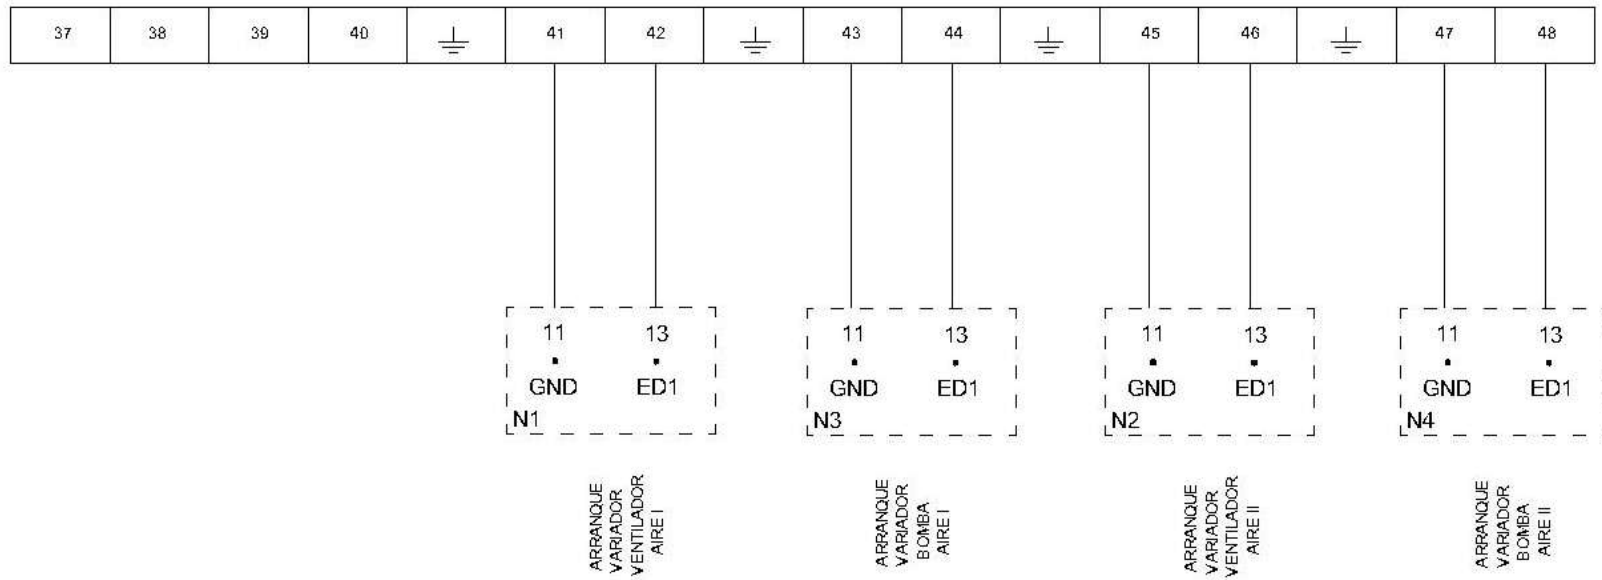 37 38 39 40 41 42 43 44 45 46 47 48
11 13
GND ED1
N1
11 13
GND ED1
N3
11 13
GND ED1
N2
11 13
GND ED1
N4
ARRANQUE
VARIADOR
VENTILADOR
AIRE I
ARRANQUE
VARIADOR
BOMBA
AIRE I
ARRANQUE
VARIADOR
VENTILADOR
AIRE II
ARRANQUE
VARIADOR
BOMBA
AIRE II